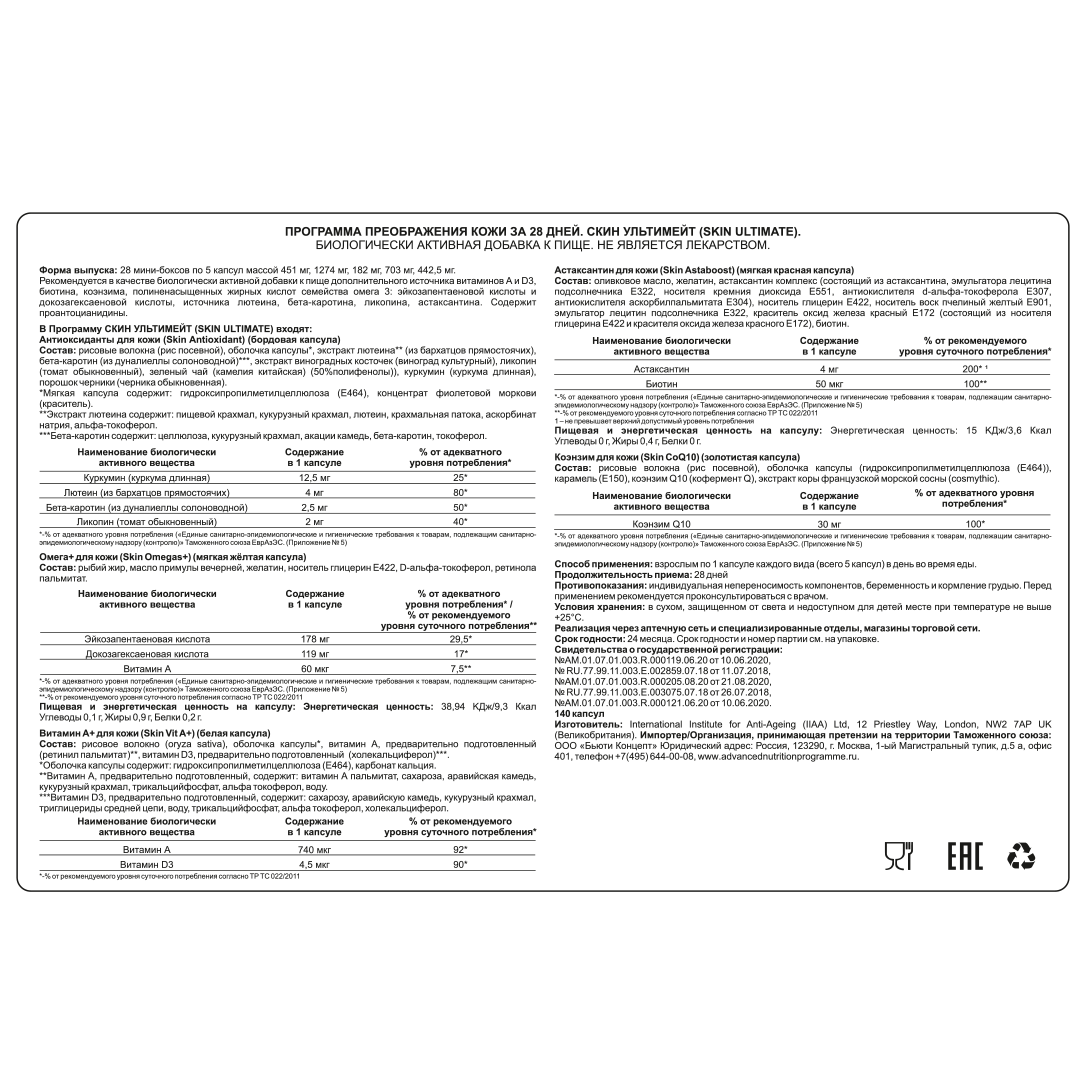 ПРОГРАММА ПРЕОБРАЖЕНИЯ КОЖИ ЗА 28 ДНЕЙ. СКИН УЛЬТИМЕЙТ (SKIN ULTIMATE).
БИОЛОГИЧЕСКИ АКТИВНАЯ ДОБАВКА К ПИЩЕ. НЕ ЯВЛЯЕТСЯ ЛЕКАРСТВОМ.
Форма выпуска: 28 мини-боксов по 5 капсул массой 451 мг, 1274 мг, 182 мг, 703 мг, 442,5 мг.
Рекомендуется в качестве биологически активной добавки к пище дополнительного источника витаминов А и D3,
биотина, коэнзима, полиненасыщенных жирных кислот семейства омега 3: эйкозапентаеновой кислоты и
докозагексаеновой кислоты, источника лютеина, бета-каротина, ликопина, астаксантина. Содержит
проантоцианидины.
В Программу СКИН УЛЬТИМЕЙТ (SKIN ULTIMATE) входят:
Антиоксиданты для кожи (Skin Antioxidant) (бордовая капсула)
Состав: рисовые волокна (рис посевной), оболочка капсулы*, экстракт лютеина** (из бархатцов прямостоячих),
бета-каротин (из дуналиеллы солоноводной)***, экстракт виноградных косточек (виноград культурный), ликопин
(томат обыкновенный), зеленый чай (камелия китайская) (50%полифенолы)), куркумин (куркума длинная),
порошок черники (черника обыкновенная).
*Мягкая капсула содержит: гидроксипропилметилцеллюлоза (Е464), концентрат фиолетовой моркови
(краситель).
**Экстракт лютеина содержит: пищевой крахмал, кукурузный крахмал, лютеин, крахмальная патока, аскорбинат
натрия, альфа-токоферол.
***Бета-каротин содержит: целлюлоза, кукурузный крахмал, акации камедь, бета-каротин, токоферол.
Наименование биологически Содержание % от адекватного
активного вещества в 1 капсуле уровня потребления*
Куркумин (куркума длинная) 12,5 мг 25*
Лютеин (из бархатцов прямостоячих) 4 мг 80*
Бета-каротин (из дуналиеллы солоноводной) 2,5 мг 50*
Ликопин (томат обыкновенный) 2 мг 40*
*-% от адекватного уровня потребления («Единые санитарно-эпидемиологические и гигиенические требования к товарам, подлежащим санитарно-
эпидемиологическому надзору (контролю)» Таможенного союза ЕврАзЭС. (Приложение № 5)
Омега+ для кожи (Skin Omegas+) (мягкая жёлтая капсула)
Состав: рыбий жир, масло примулы вечерней, желатин, носитель глицерин Е422, D-альфа-токоферол, ретинола
пальмитат.
Наименование биологически Содержание % от адекватного
активного вещества в 1 капсуле уровня потребления* /
% от рекомендуемого
уровня суточного потребления**
Эйкозапентаеновая кислота 178 мг 29,5*
Докозагексаеновая кислота 119 мг 17*
Витамин А 60 мкг 7,5**
*-% от адекватного уровня потребления («Единые санитарно-эпидемиологические и гигиенические требования к товарам, подлежащим санитарно-
эпидемиологическому надзору (контролю)» Таможенного союза ЕврАзЭС. (Приложение № 5)
**-% от рекомендуемого уровня суточного потребления согласно ТР ТС 022/2011
Пищевая и энергетическая ценность на капсулу: Энергетическая ценность: 38,94 КДж/9,3 Ккал
Углеводы 0,1 г, Жиры 0,9 г, Белки 0,2 г.
Витамин А+ для кожи (Skin Vit A+) (белая капсула)
Состав: рисовое волокно (oryza sativa), оболочка капсулы*, витамин А, предварительно подготовленный
(ретинил пальмитат)**, витамин D3, предварительно подготовленный (холекальциферол)***.
*Оболочка капсулы содержит: гидроксипропилметилцеллюлоза (Е464), карбонат кальция.
**Витамин А, предварительно подготовленный, содержит: витамин А пальмитат, сахароза, аравийская камедь,
кукурузный крахмал, трикальцийфосфат, альфа токоферол, воду.
***Витамин D3, предварительно подготовленный, содержит: сахарозу, аравийскую камедь, кукурузный крахмал,
триглицериды средней цепи, воду, трикальцийфосфат, альфа токоферол, холекальциферол.
Наименование биологически Содержание % от рекомендуемого
активного вещества в 1 капсуле уровня суточного потребления*
Витамин А 740 мкг 92*
Витамин D3 4,5 мкг 90*
*-% от рекомендуемого уровня суточного потребления согласно ТР ТС 022/2011
Астаксантин для кожи (Skin Astaboost) (мягкая красная капсула)
Состав: оливковое масло, желатин, астаксантин комплекс (состоящий из астаксантина, эмульгатора лецитина
подсолнечника Е322, носителя кремния диоксида Е551, антиокислителя d-альфа-токоферола Е307,
антиокислителя аскорбиллпальмитата Е304), носитель глицерин Е422, носитель воск пчелиный желтый Е901,
эмульгатор лецитин подсолнечника Е322, краситель оксид железа красный Е172 (состоящий из носителя
глицерина Е422 и красителя оксида железа красного Е172), биотин.
Наименование биологически Содержание % от рекомендуемого
активного вещества в 1 капсуле уровня суточного потребления*
Астаксантин 4 мг 200* ¹
Биотин 50 мкг 100**
*-% от адекватного уровня потребления («Единые санитарно-эпидемиологические и гигиенические требования к товарам, подлежащим санитарно-
эпидемиологическому надзору (контролю)» Таможенного союза ЕврАзЭС. (Приложение № 5)
**-% от рекомендуемого уровня суточного потребления согласно ТР ТС 022/2011
1 – не превышает верхний допустимый уровень потребления
Пищевая и энергетическая ценность на капсулу: Энергетическая ценность: 15 КДж/3,6 Ккал
Углеводы 0 г, Жиры 0,4 г, Белки 0 г.
Коэнзим для кожи (Skin CoQ10) (золотистая капсула)
Состав: рисовые волокна (рис посевной), оболочка капсулы (гидроксипропилметилцеллюлоза (Е464)),
карамель (Е150), коэнзим Q10 (кофермент Q), экстракт коры французской морской сосны (cosmythic).
Наименование биологически Содержание % от адекватного уровня
активного вещества в 1 капсуле потребления*
Коэнзим Q10 30 мг 100*
*-% от адекватного уровня потребления («Единые санитарно-эпидемиологические и гигиенические требования к товарам, подлежащим санитарно-
эпидемиологическому надзору (контролю)» Таможенного союза ЕврАзЭС. (Приложение № 5)
Способ применения: взрослым по 1 капсуле каждого вида (всего 5 капсул) в день во время еды.
Продолжительность приема: 28 дней
Противопоказания: индивидуальная непереносимость компонентов, беременность и кормление грудью. Перед
применением рекомендуется проконсультироваться с врачом.
Условия хранения: в сухом, защищенном от света и недоступном для детей месте при температуре не выше
+25°С.
Реализация через аптечную сеть и специализированные отделы, магазины торговой сети.
Срок годности: 24 месяца. Срок годности и номер партии см. на упаковке.
Свидетельства о государственной регистрации:
№АМ.01.07.01.003.R.000119.06.20 от 10.06.2020,
№ RU.77.99.11.003.Е.002859.07.18 от 11.07.2018,
№АМ.01.07.01.003.R.000205.08.20 от 21.08.2020,
№ RU.77.99.11.003.Е.003075.07.18 от 26.07.2018,
№АМ.01.07.01.003.R.000121.06.20 от 10.06.2020.
140 капсул
Изготовитель: International Institute for Anti-Ageing (IIAA) Ltd, 12 Priestley Way, London, NW2 7AP UK
(Великобритания). Импортер/Организация, принимающая претензии на территории Таможенного союза:
ООО «Бьюти Концепт» Юридический адрес: Россия, 123290, г. Москва, 1-ый Магистральный тупик, д.5 а, офис
401, телефон +7(495) 644-00-08, www.advancednutritionprogramme.ru.
EAC